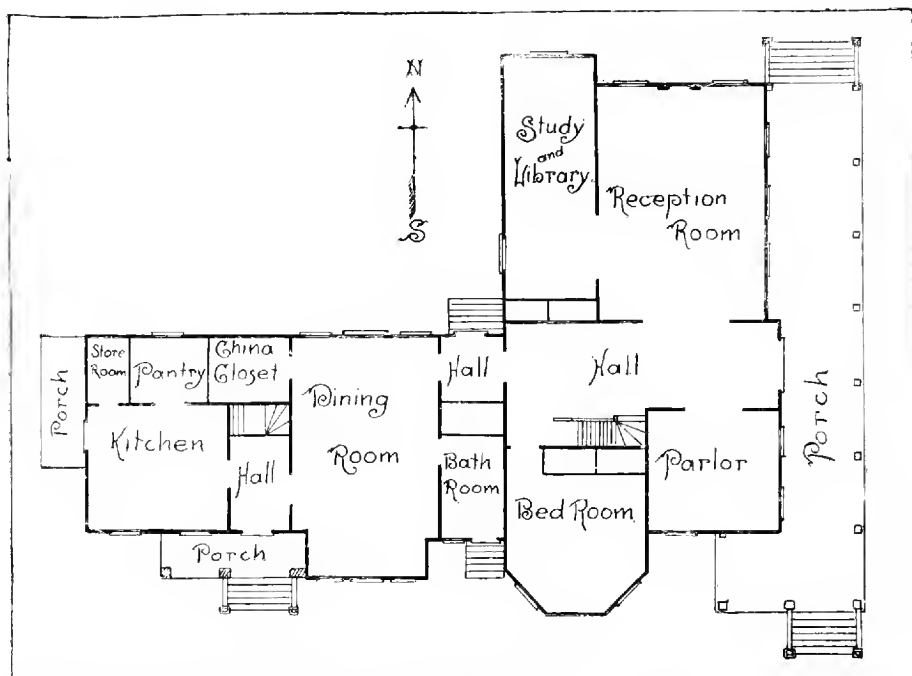 N
S
Study
and
Library
Reception
Room
Store
Room
Pantry
China
Closet
Hall
Hall
Dining
Room
Porch
Kitchen
Hall
Bath
Room
Parlor
Porch
Bed Room
Porch